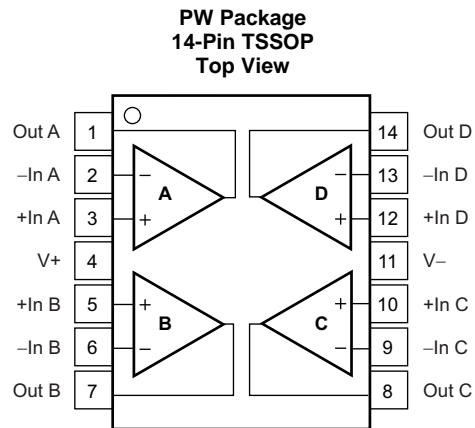 PW Package
14-Pin TSSOP
Top View
Out A 1 14 Out D
−In A 2 − − 13 −In D
A D
+In A 3 + + 12 +In D
V+ 4 11 V−
+In B 5 + + 10 +In C
B C
−In B 6 − − 9 −In C
Out B 7 8 Out C